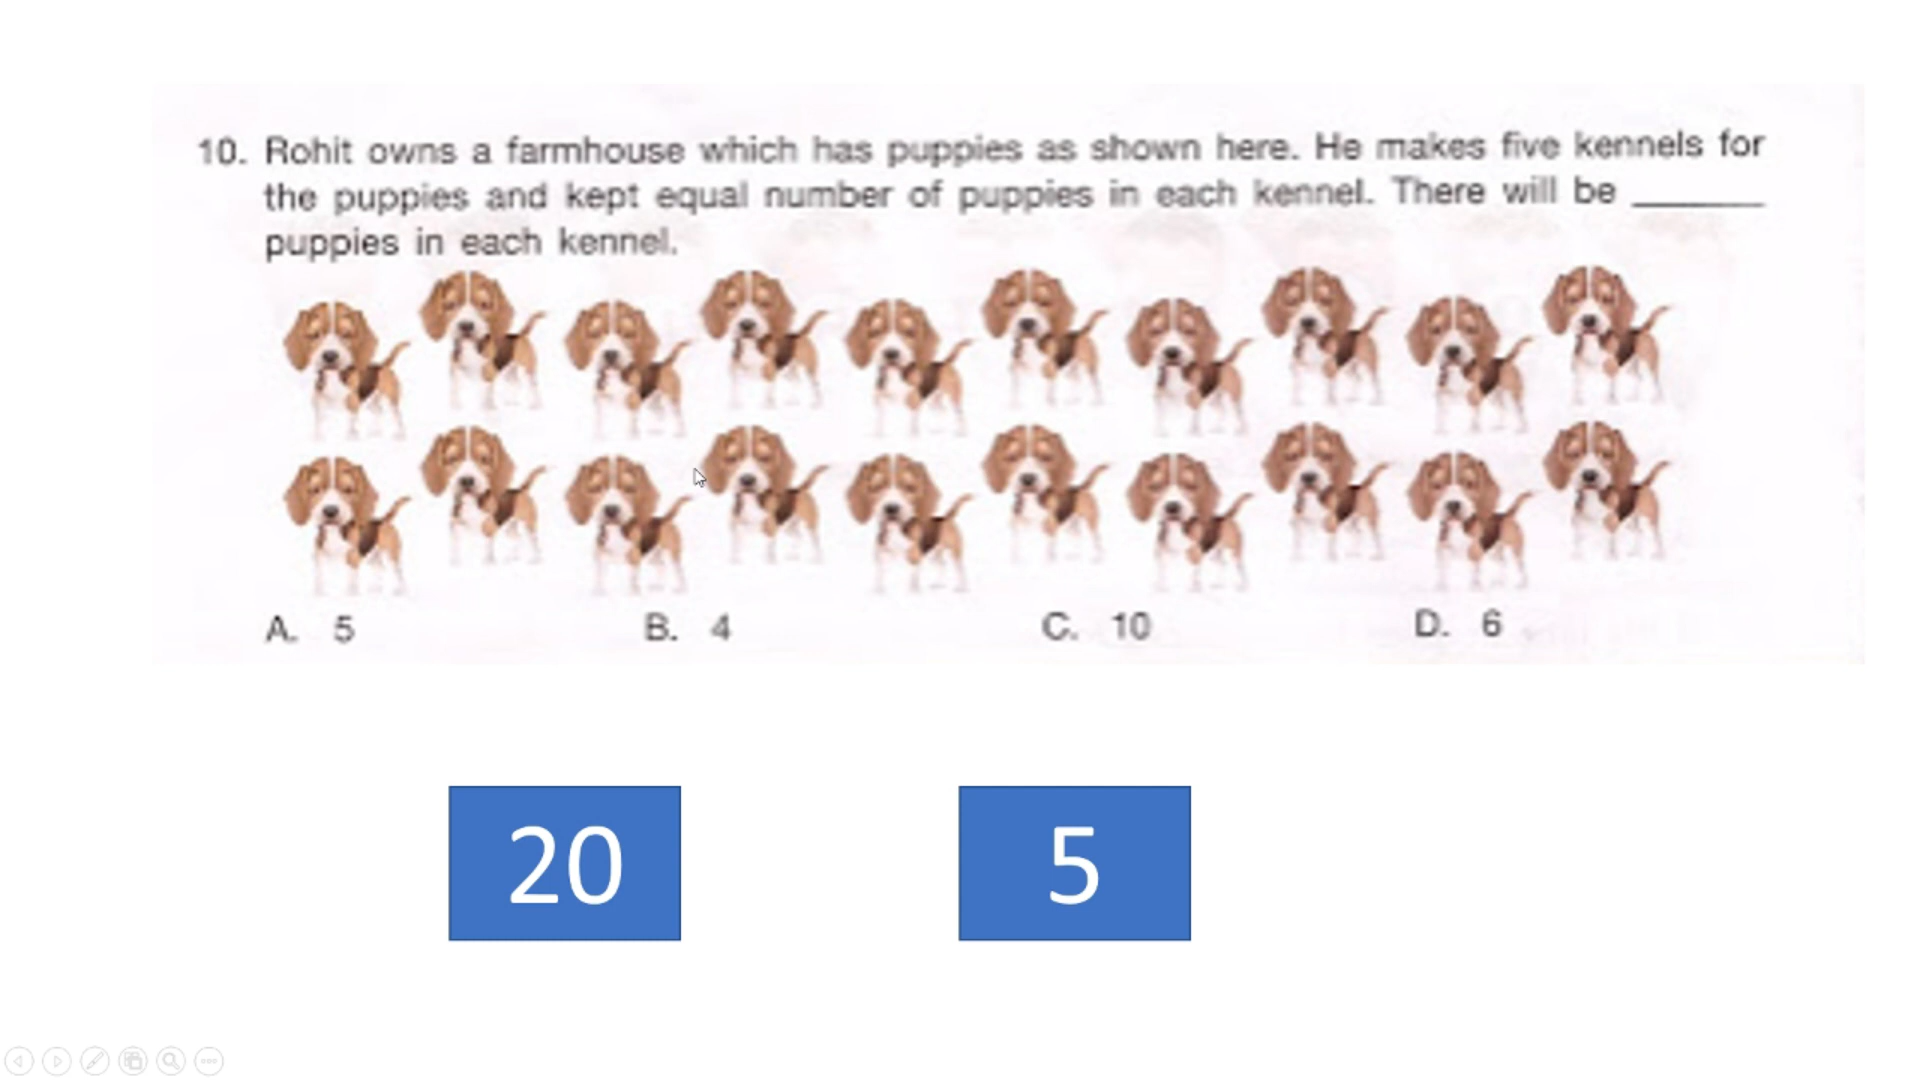 10. Rohit owns a farmhouse which has puppies as shown here. He makes five kennels for
the puppies and kept equal number of puppies in each kennel. There will be ______
puppies in each kennel.
A. 5 B. 4 C. 10 D. 6
20 5